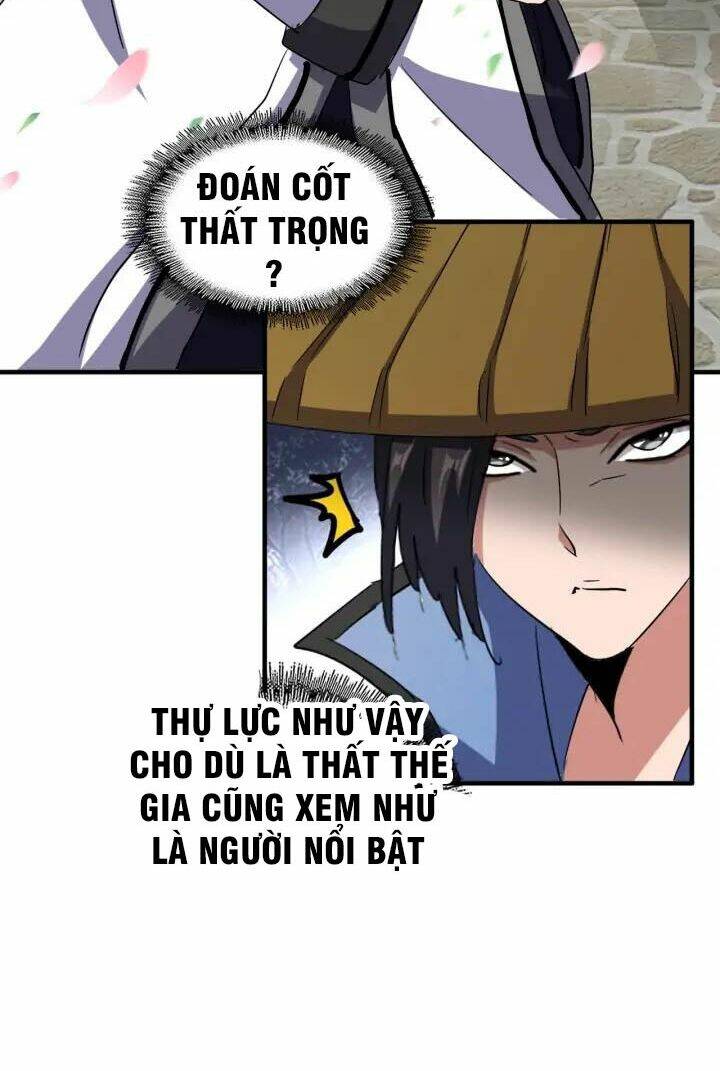 ĐOÁN CỐT
THẤT TRỌNG
?
THỰ LỰC NHƯ VẬY
CHO DÙ LÀ THẤT THẾ
GIA CŨNG XEM NHƯ
LÀ NGƯỜI NỔI BẬT